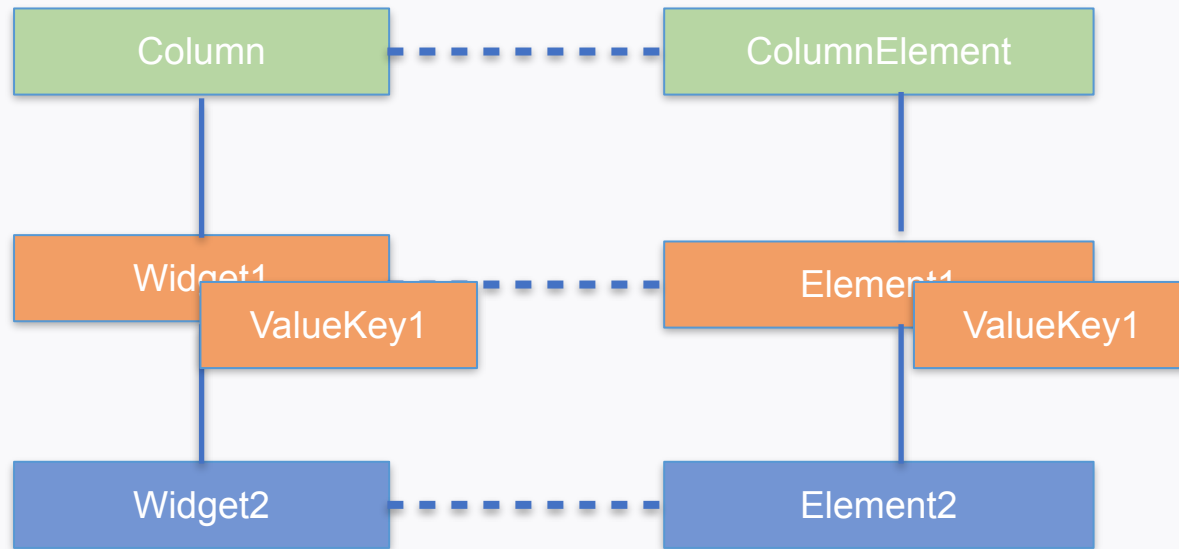 Column
ColumnElement
Widget1
Element1
ValueKey1
ValueKey1
Widget2
Element2